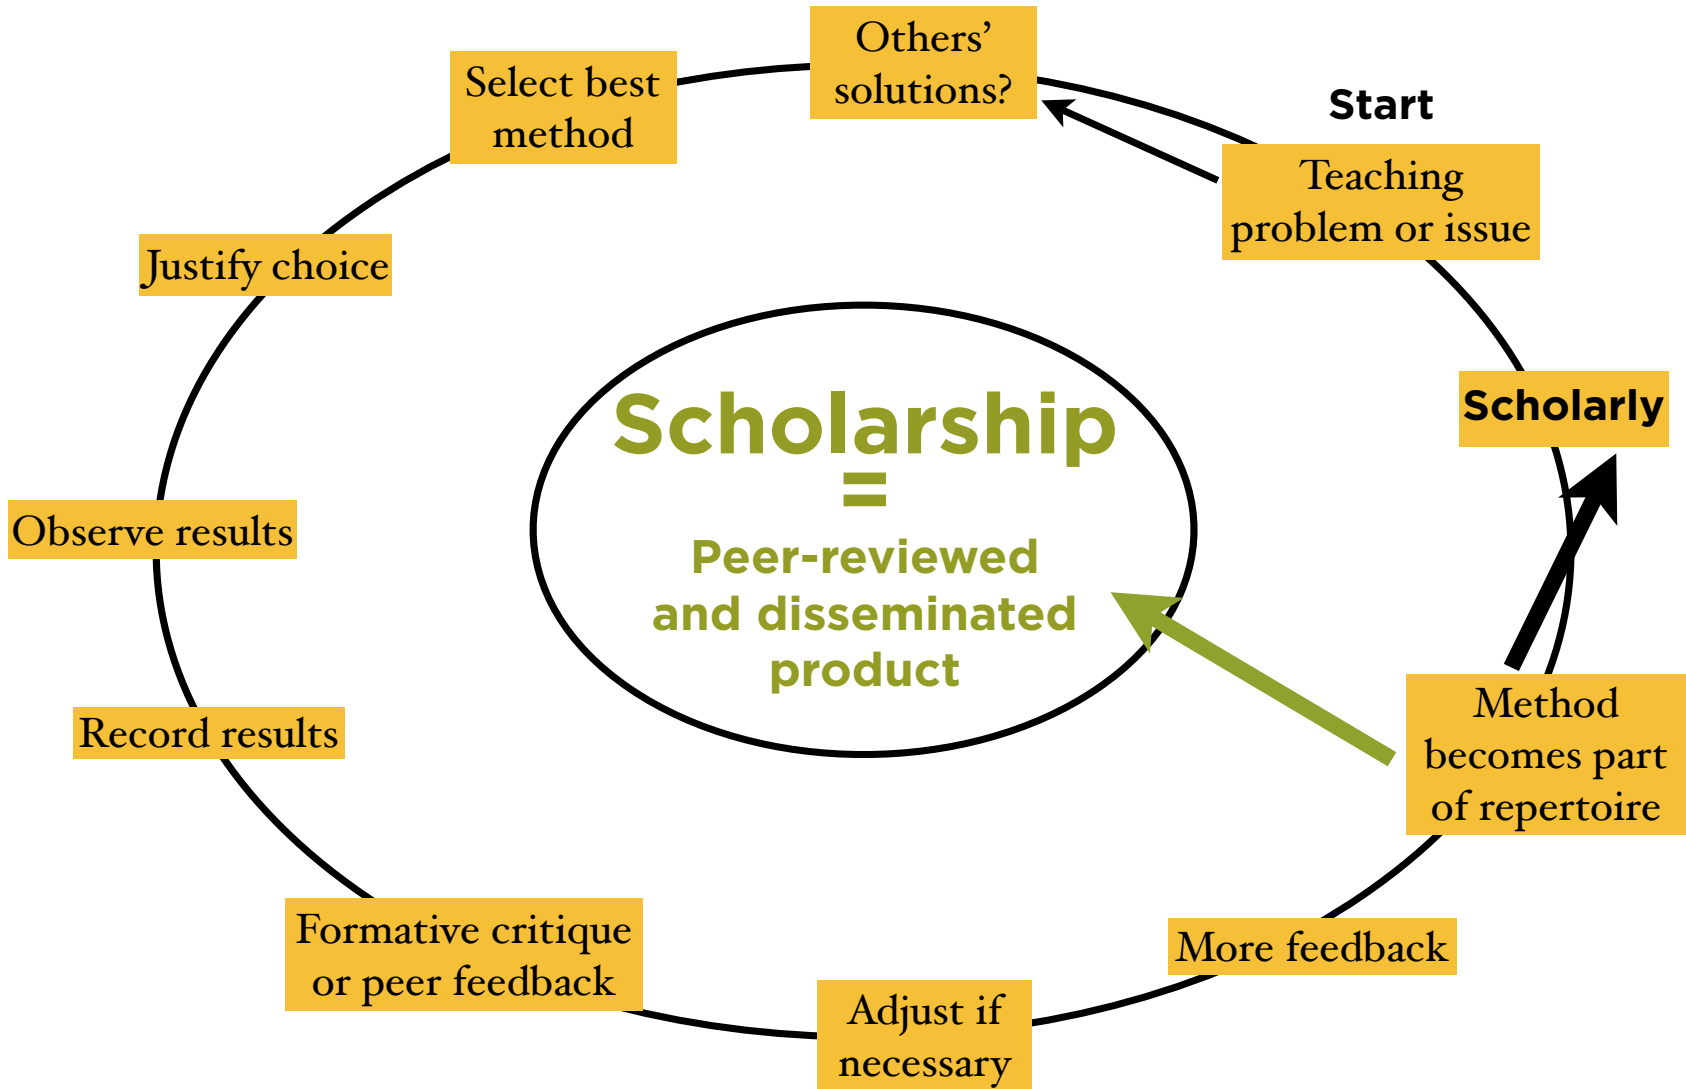 Start
Teaching
problem or issue
Others’
solutions?
Select best
method
Justify choice
Observe results
Record results
Formative critique
or peer feedback
Adjust if
necessary
More feedback
Method
becomes part
of repertoire
Scholarly
Scholarship
=
Peer-reviewed
and disseminated
product